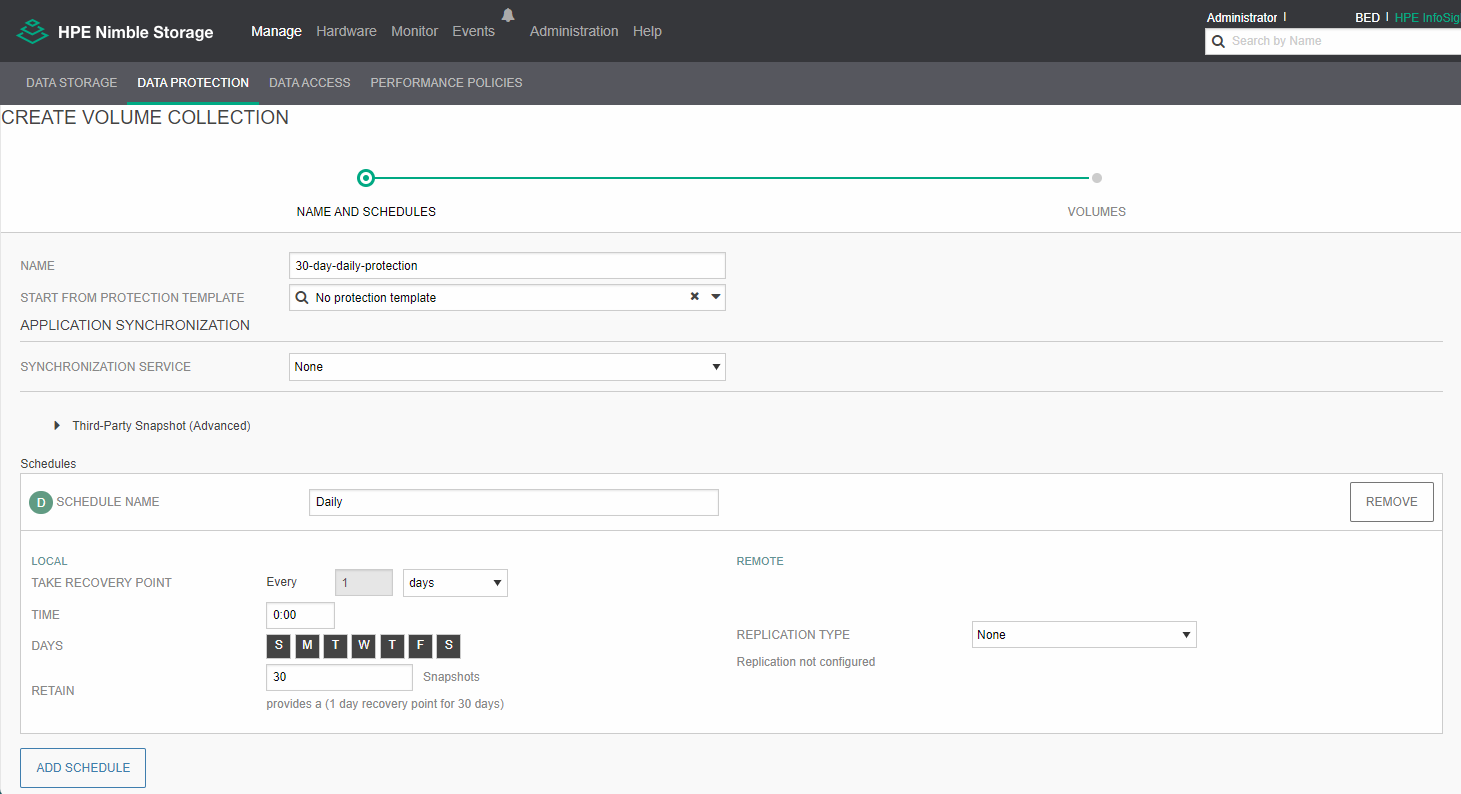 HPE Nimble Storage Manage Hardware Monitor Events Administration Help
Administrator | BED | HPE InfoSig
Search by Name
DATA STORAGE DATA PROTECTION DATA ACCESS PERFORMANCE POLICIES
CREATE VOLUME COLLECTION
NAME AND SCHEDULES VOLUMES
NAME 30-day-daily-protection
START FROM PROTECTION TEMPLATE No protection template
APPLICATION SYNCHRONIZATION
SYNCHRONIZATION SERVICE None
Third-Party Snapshot (Advanced)
Schedules
D SCHEDULE NAME Daily REMOVE
LOCAL REMOTE
TAKE RECOVERY POINT Every 1 days
TIME 0:00
DAYS S M T W T F S REPLICATION TYPE None
Replication not configured
RETAIN 30 Snapshots
provides a (1 day recovery point for 30 days)
ADD SCHEDULE